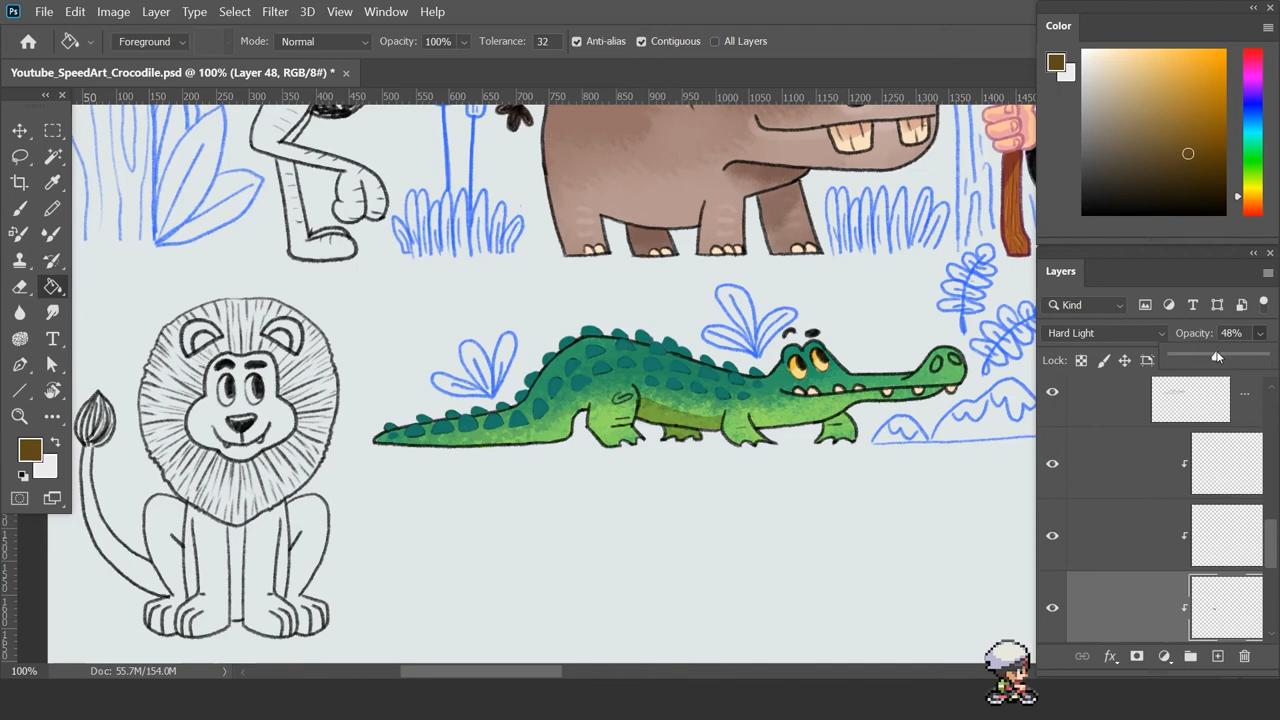 Ps File Edit Image Layer Type Select Filter 3D View Window Help
Foreground Mode: Normal Opacity: 100% Tolerance: 32 Anti-alias Contiguous All Layers
Youtube_SpeedArt_Crocodile.psd @ 100% (Layer 48, RGB/8#) * ×
50 100 150 200 250 300 350 400 450 500 550 600 650 700 750 800 850 900 950 1000 1050 1100 1150 1200 1250 1300 1350 1400 1450
Color
Layers
Kind
Hard Light Opacity: 48%
Lock:
100% Doc: 55.7M/154.0M